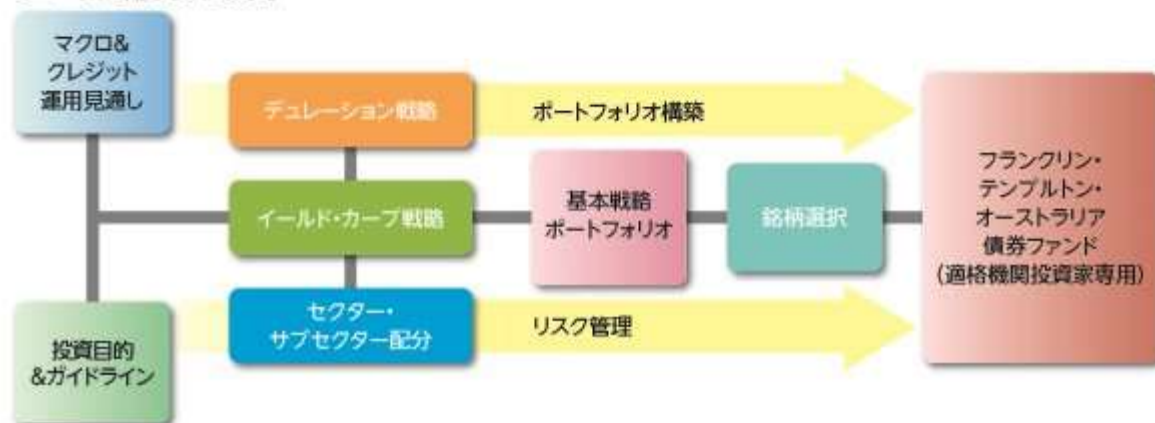 マクロ&
クレジット
運用見通し
デュレーション戦略
ポートフォリオ構築
イールド・カーブ戦略
基本戦略
ポートフォリオ
銘柄選択
フランクリン・
テンプルトン・
オーストラリア
債券ファンド
(適格機関投資家専用)
セクター・
サブセクター配分
リスク管理
投資目的
&ガイドライン